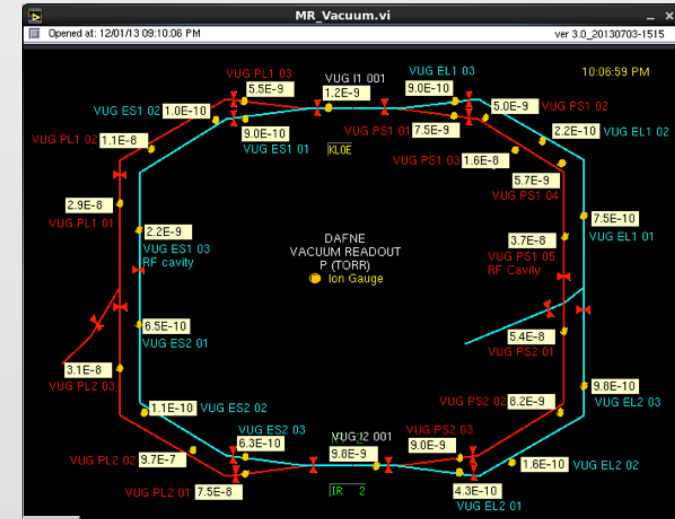 MR_Vacuum.vi
Opened at: 12/01/13 09:10:06 PM
ver 3.0_20130703-1515
10:06:59 PM
VUG PL1 03
5.5E-9
VUG I1 001
1.2E-9
VUG EL1 03
9.0E-10
VUG ES1 02
1.0E-10
9.0E-10
VUG ES1 01
5.0E-9
VUG PS1 02
VUG PS1 01
7.5E-9
2.2E-10
VUG EL1 02
VUG PL1 02
1.1E-8
KLOE
VUG PS1 03
1.6E-8
5.7E-9
VUG PS1 04
2.9E-8
VUG PL1 01
7.5E-10
VUG EL1 01
2.2E-9
VUG ES1 03
RF cavity
DAFNE
VACUUM READOUT
P (TORR)
Ion Gauge
3.7E-8
VUG PS1 05
RF Cavity
6.5E-10
VUG ES2 01
5.4E-8
VUG PS2 01
3.1E-8
VUG PL2 03
9.8E-10
VUG EL2 03
1.1E-10
VUG ES2 02
VUG PS2 02
8.2E-9
VUG ES2 03
6.3E-10
VUG I2 001
9.8E-9
VUG PS2 03
9.0E-9
VUG PL2 02
9.7E-7
1.6E-10
VUG EL2 02
VUG PL2 01
7.5E-8
IR 2
4.3E-10
VUG EL2 01